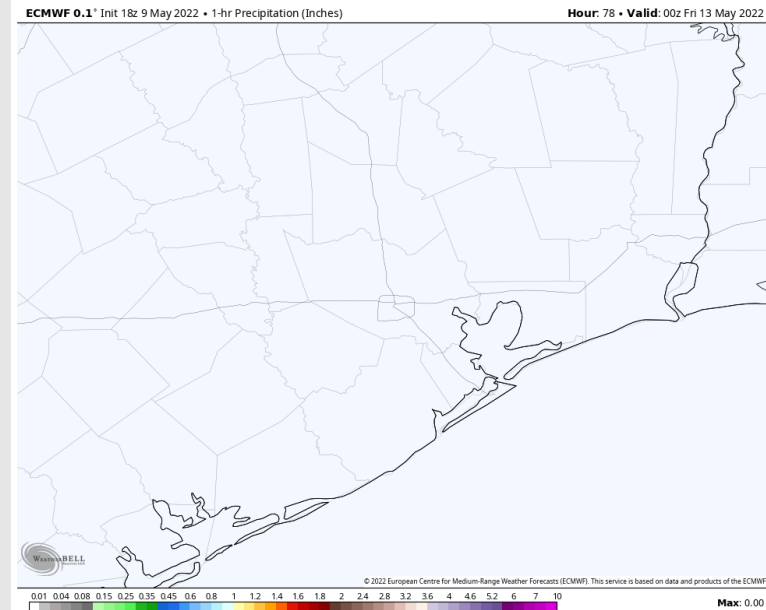 ECMWF 0.1° Init 18z 9 May 2022 • 1-hr Precipitation (Inches)
Hour: 78 • Valid: 00z Fri 13 May 2022
WeatherBELL
© 2022 European Centre for Medium-Range Weather Forecasts (ECMWF). This service is based on data and products of the ECMWF
0.01 0.04 0.08 0.15 0.25 0.35 0.45 0.6 0.8 1 1.2 1.4 1.6 1.8 2 2.4 2.8 3.2 3.6 4 4.6 5.2 6 7 10
Max: 0.00